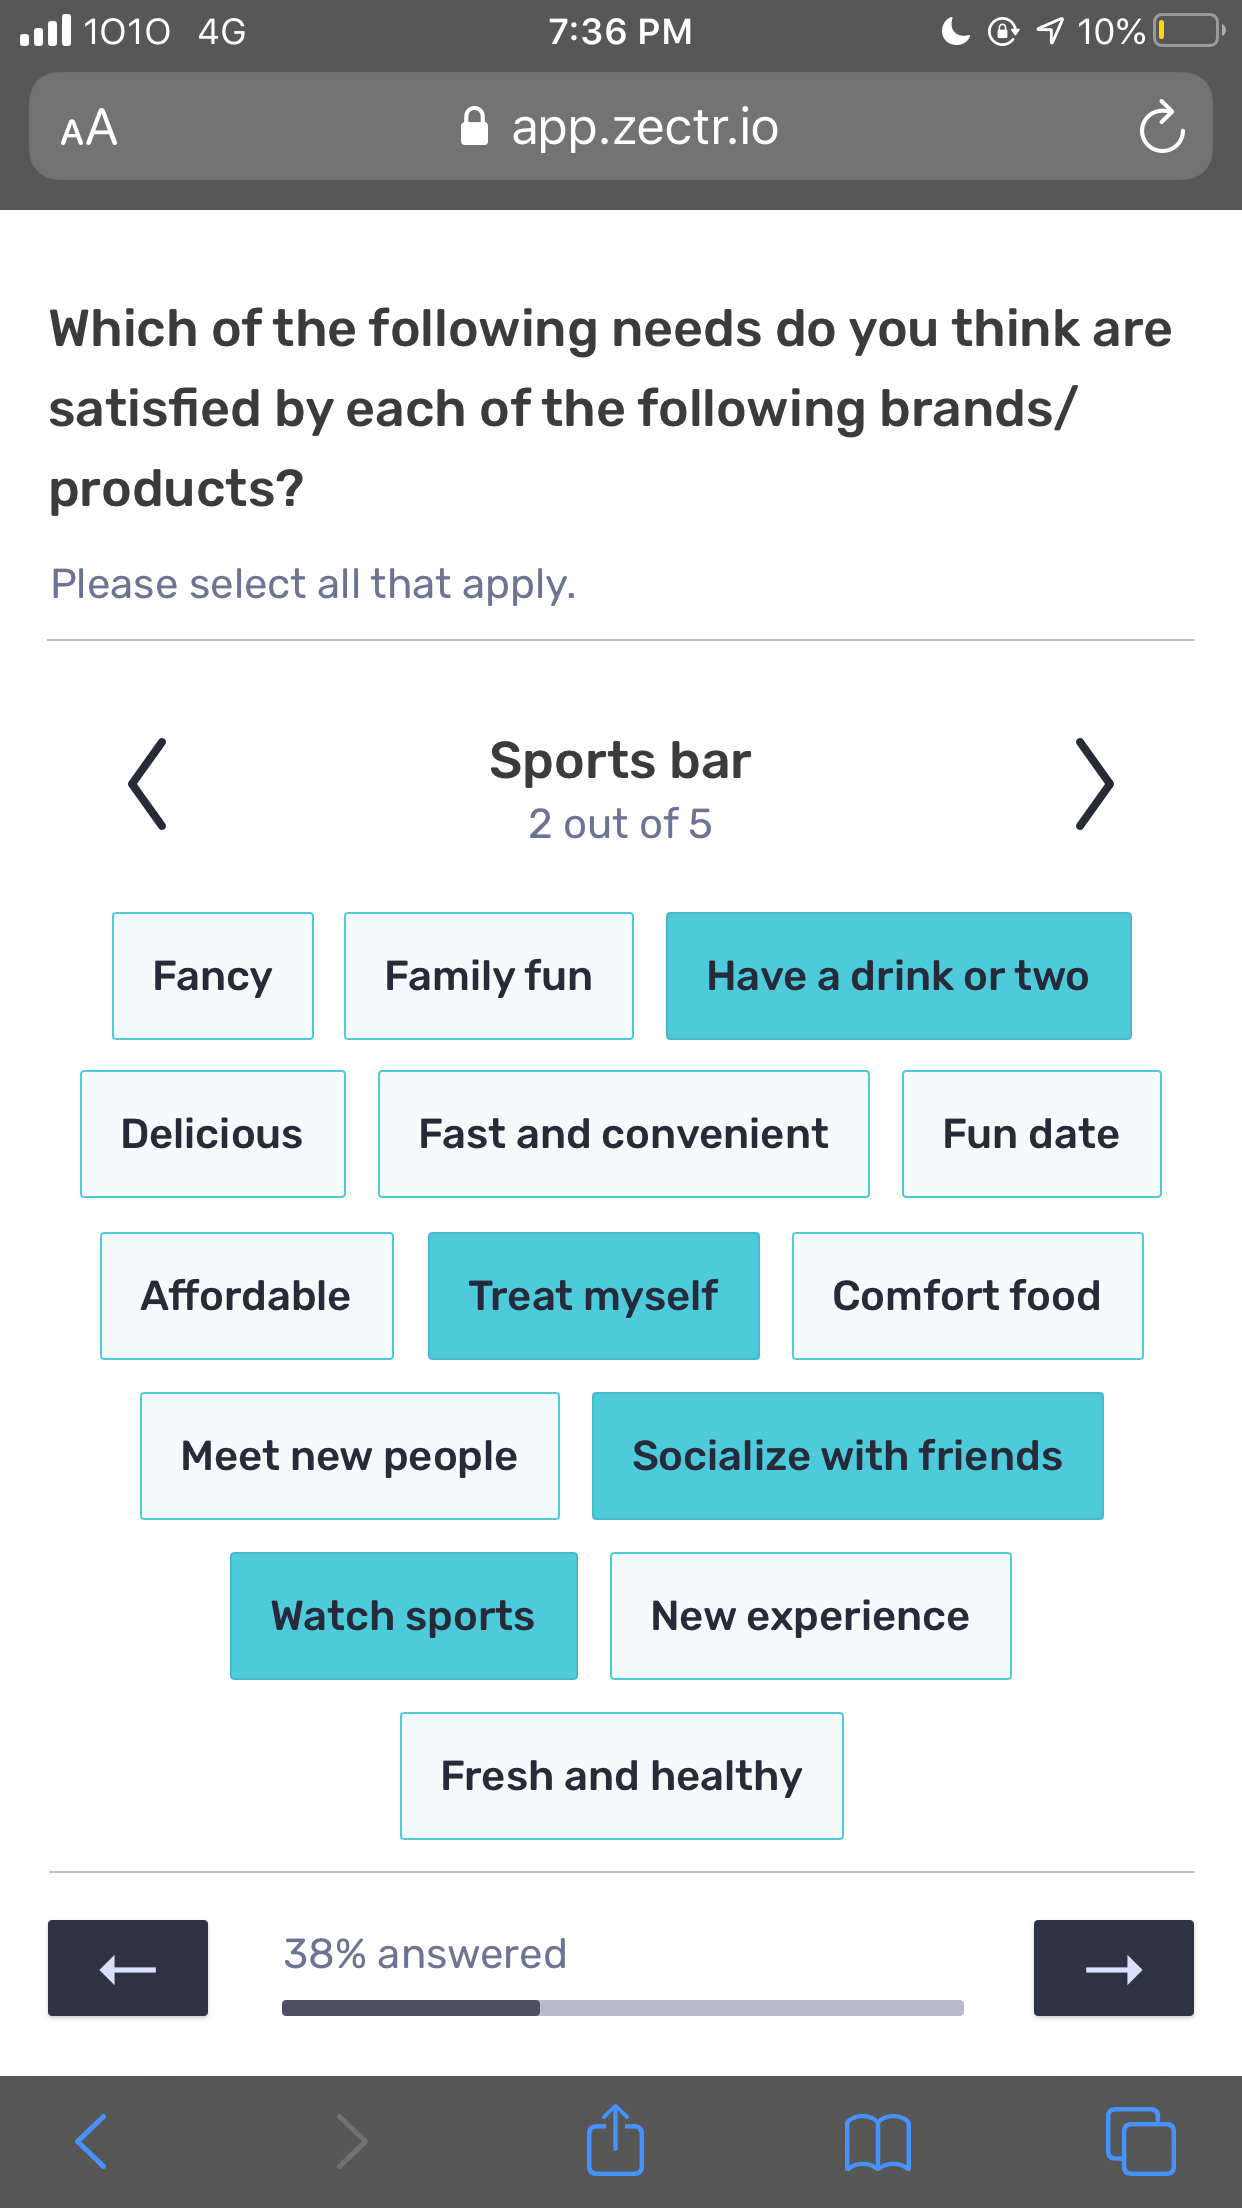 1O1O 4G 7:36 PM 10%
AA app.zectr.io
Which of the following needs do you think are
satisfied by each of the following brands/
products?
Please select all that apply.
Sports bar
2 out of 5
Fancy Family fun Have a drink or two
Delicious Fast and convenient Fun date
Affordable Treat myself Comfort food
Meet new people Socialize with friends
Watch sports New experience
Fresh and healthy
38% answered